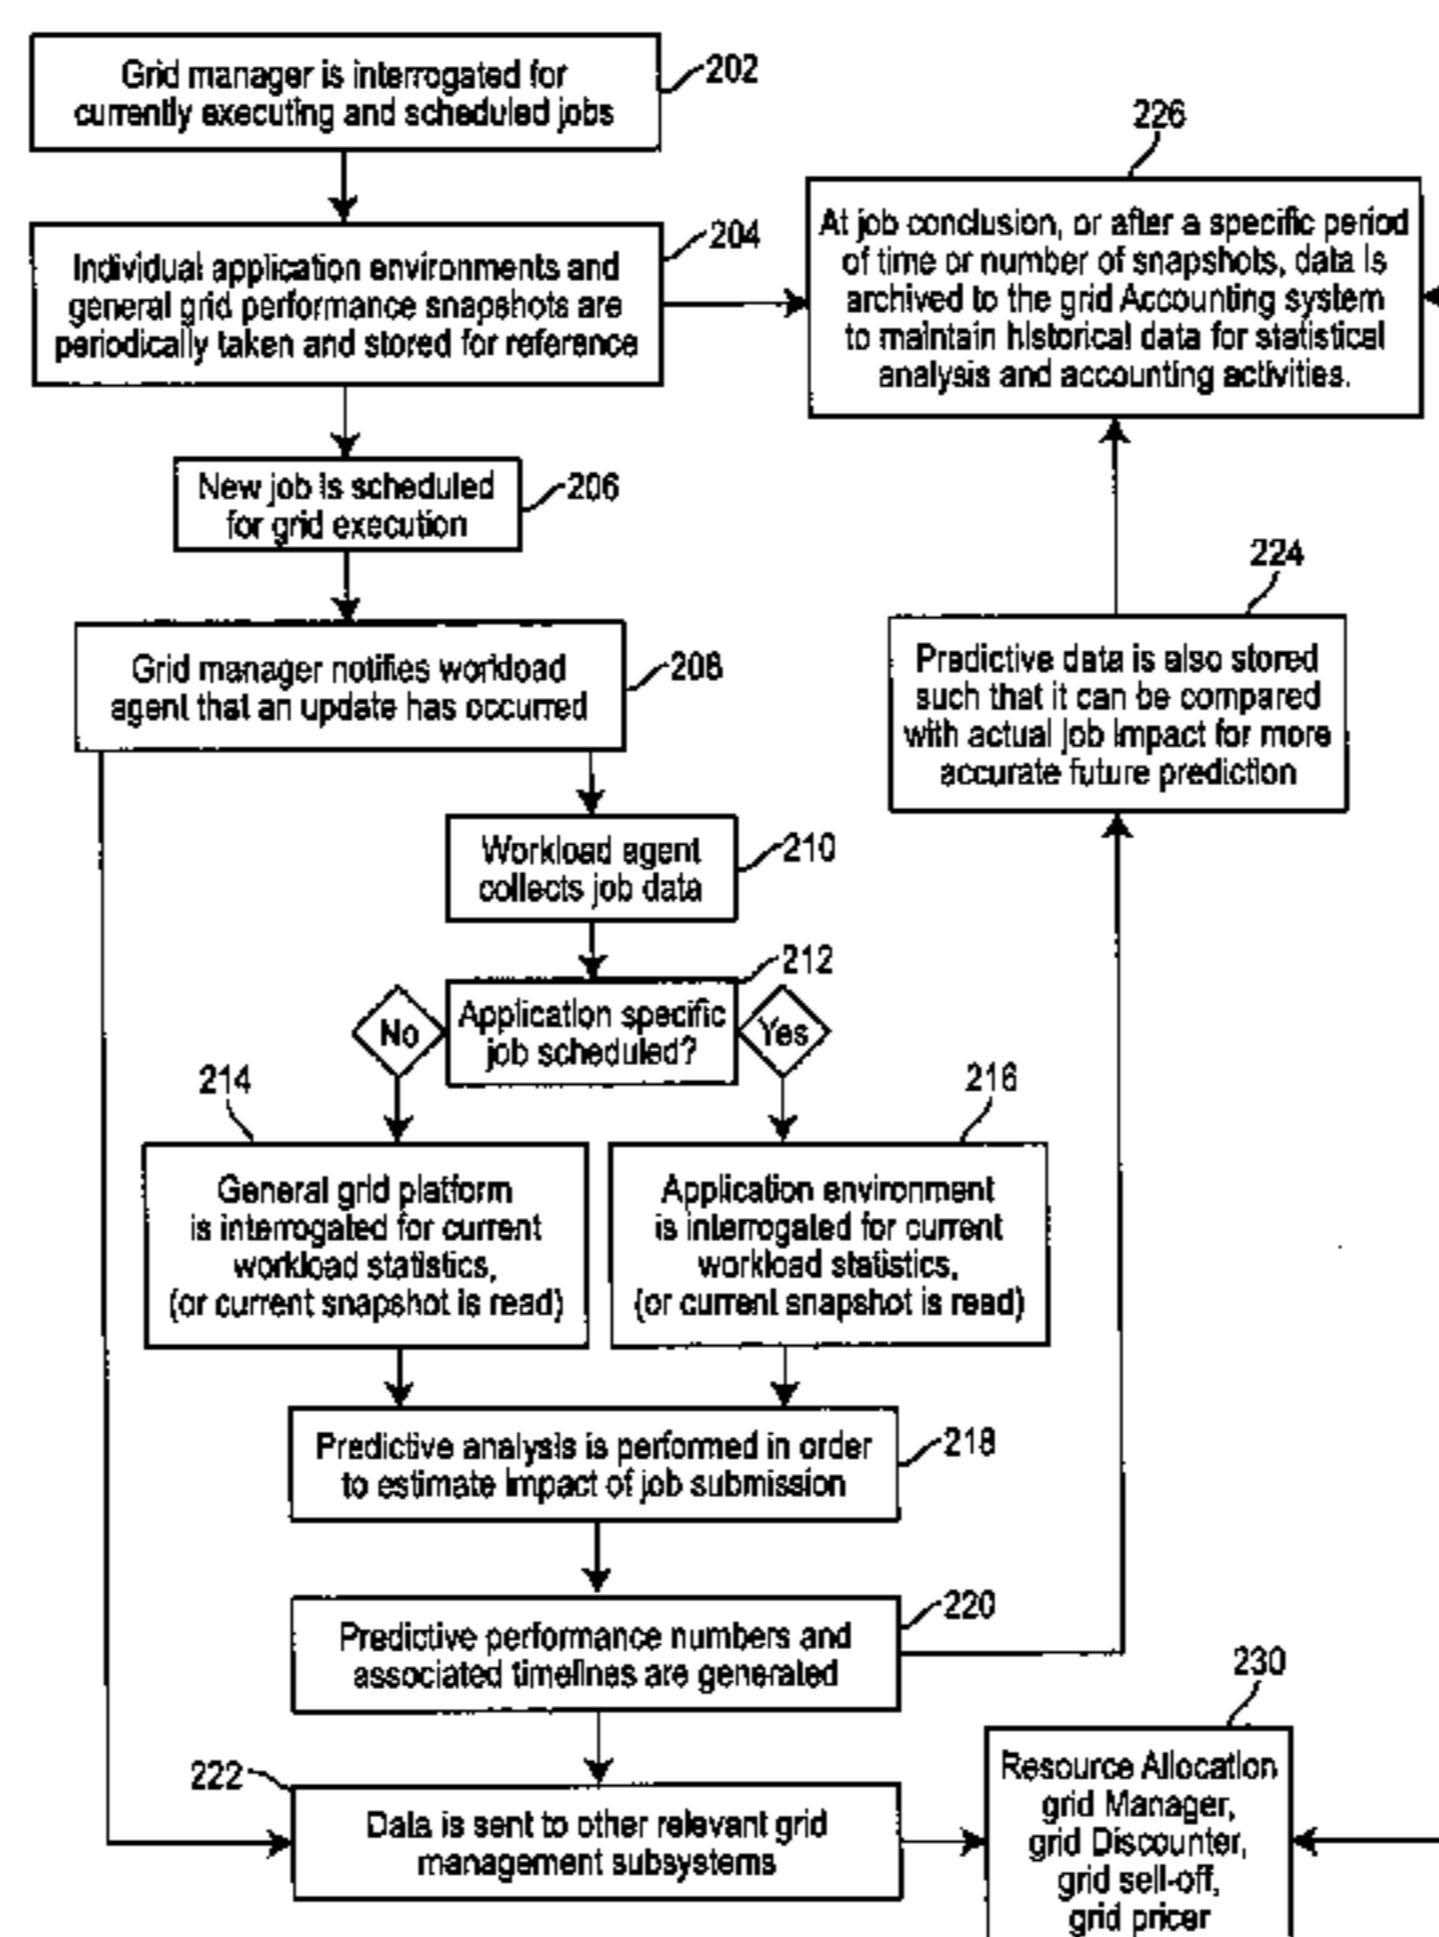 Grid manager is interrogated for
currently executing and scheduled jobs
202
Individual application environments and
general grid performance snapshots are
periodically taken and stored for reference
204
226
At job conclusion, or after a specific period
of time or number of snapshots, data is
archived to the grid Accounting system
to maintain historical data for statistical
analysis and accounting activities.
New job is scheduled
for grid execution
206
Grid manager notifies workload
agent that an update has occurred
208
224
Predictive data is also stored
such that it can be compared
with actual job impact for more
accurate future prediction
Workload agent
collects job data
210
212
No
Application specific
job scheduled?
Yes
214
General grid platform
is interrogated for current
workload statistics,
(or current snapshot is read)
216
Application environment
is interrogated for current
workload statistics,
(or current snapshot is read)
Predictive analysis is performed in order
to estimate impact of job submission
218
Predictive performance numbers and
associated timelines are generated
220
222
Data is sent to other relevant grid
management subsystems
230
Resource Allocation
grid Manager,
grid Discounter,
grid sell-off,
grid pricer